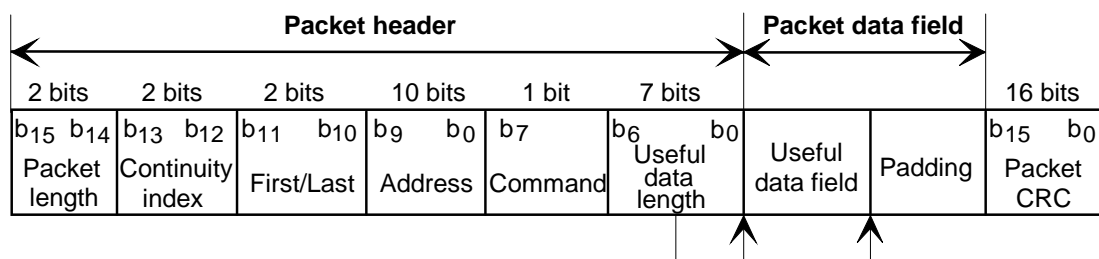 Packet header Packet data field
2 bits 2 bits 2 bits 10 bits 1 bit 7 bits 16 bits
b15 b14 b13 b12 b11 b10 b9 b0 b7 b6 b0 b15 b0
Packet length
Continuity index
First/Last
Address
Command
Useful data length
Useful data field
Padding
Packet CRC